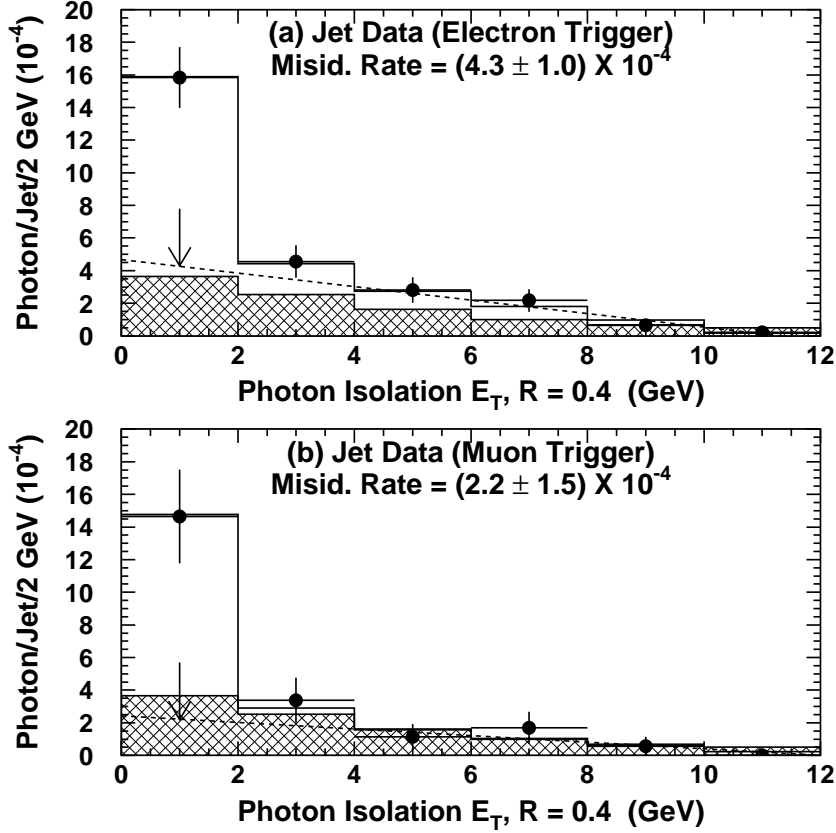 (a) Jet Data (Electron Trigger)
Misid. Rate = (4.3 ± 1.0) X 10^-4
Photon/Jet/2 GeV (10^-4)
20
18
16
14
12
10
8
6
4
2
0
0 2 4 6 8 10 12
Photon Isolation E_T, R = 0.4 (GeV)
(b) Jet Data (Muon Trigger)
Misid. Rate = (2.2 ± 1.5) X 10^-4
Photon/Jet/2 GeV (10^-4)
20
18
16
14
12
10
8
6
4
2
0
0 2 4 6 8 10 12
Photon Isolation E_T, R = 0.4 (GeV)